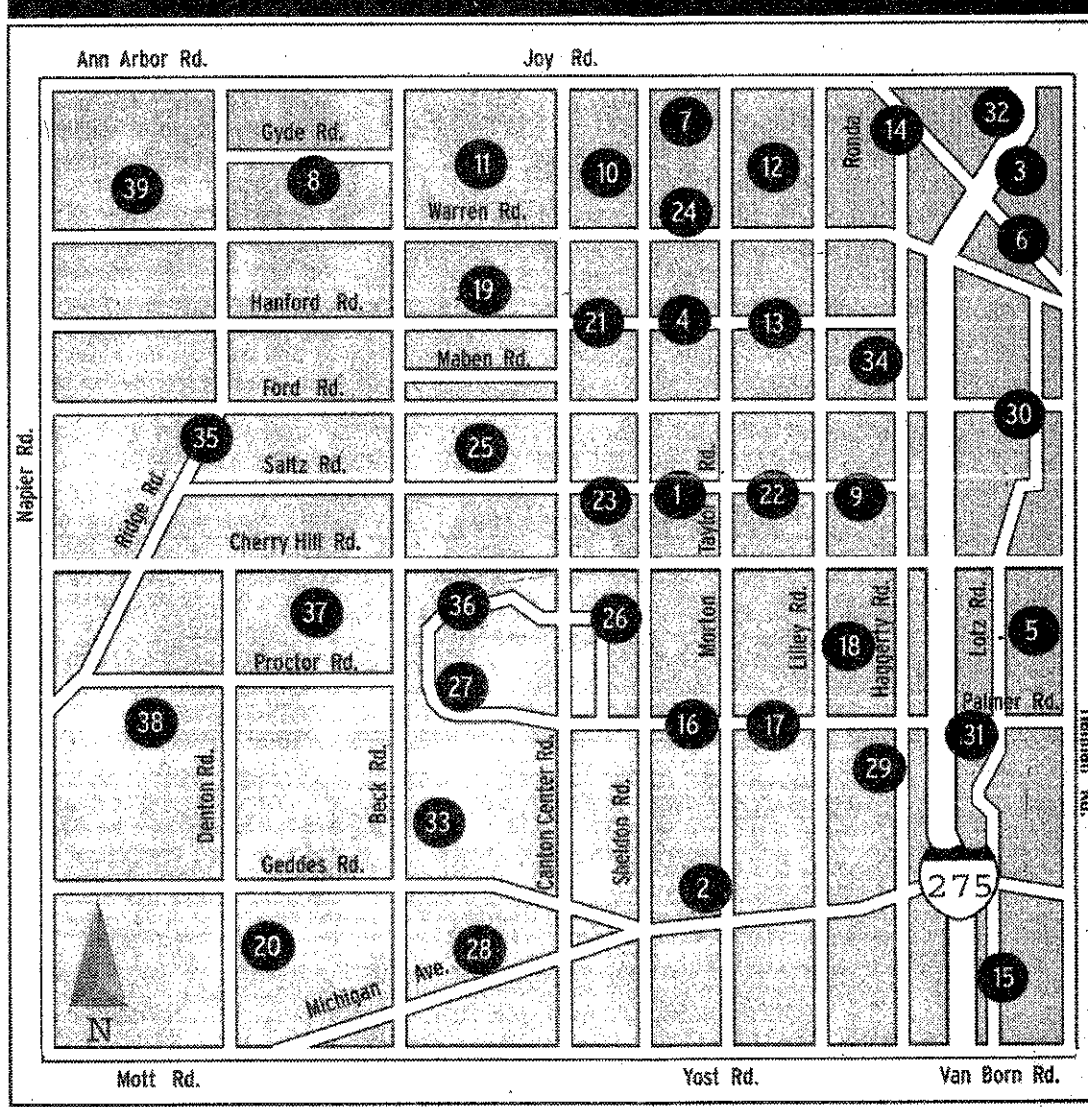 Ann Arbor Rd. Joy Rd.
32
7
Gyde Rd. Ronda 14
11 12 3
39 8 10
Warren Rd. 24
6
19
Hanford Rd.
21 4 13
Maben Rd. 34
Ford Rd.
30
35 25
Napier Rd.
Saltz Rd.
Ridge Rd. 23 1 Taylor Rd. 22 9
Cherry Hill Rd.
36
37 26 5
Morton Lilley Rd. 18 Haggerty Rd. Lotz Rd.
Proctor Rd.
27
Palmer Rd.
38 16 17 31
Denton Rd. Beck Rd. Canton Center Rd. Sheldon Rd. 29
33
Geddes Rd.
2 275
20 28
Ave.
Michigan 15
N
Mott Rd. Yost Rd. Van Born Rd.